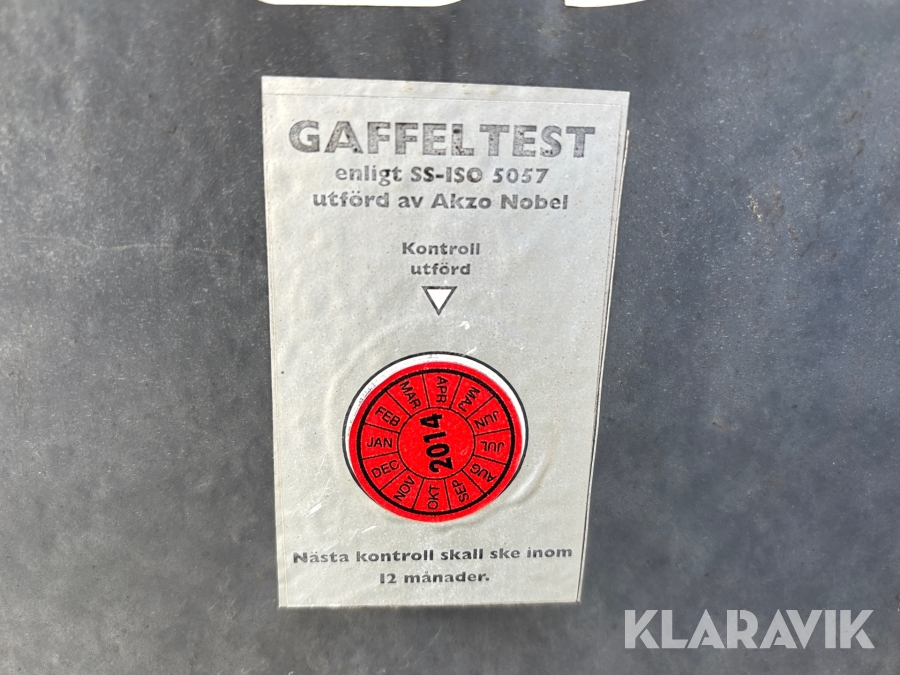 GAFFELTEST
enligt SS-ISO 5057
utförd av Akzo Nobel
Kontroll
utförd
JAN
FEB
MAR
APR
MAJ
JUN
JUL
AUG
SEP
OKT
NOV
DEC
2014
Nästa kontroll skall ske inom
12 månader.
KLARAVIK